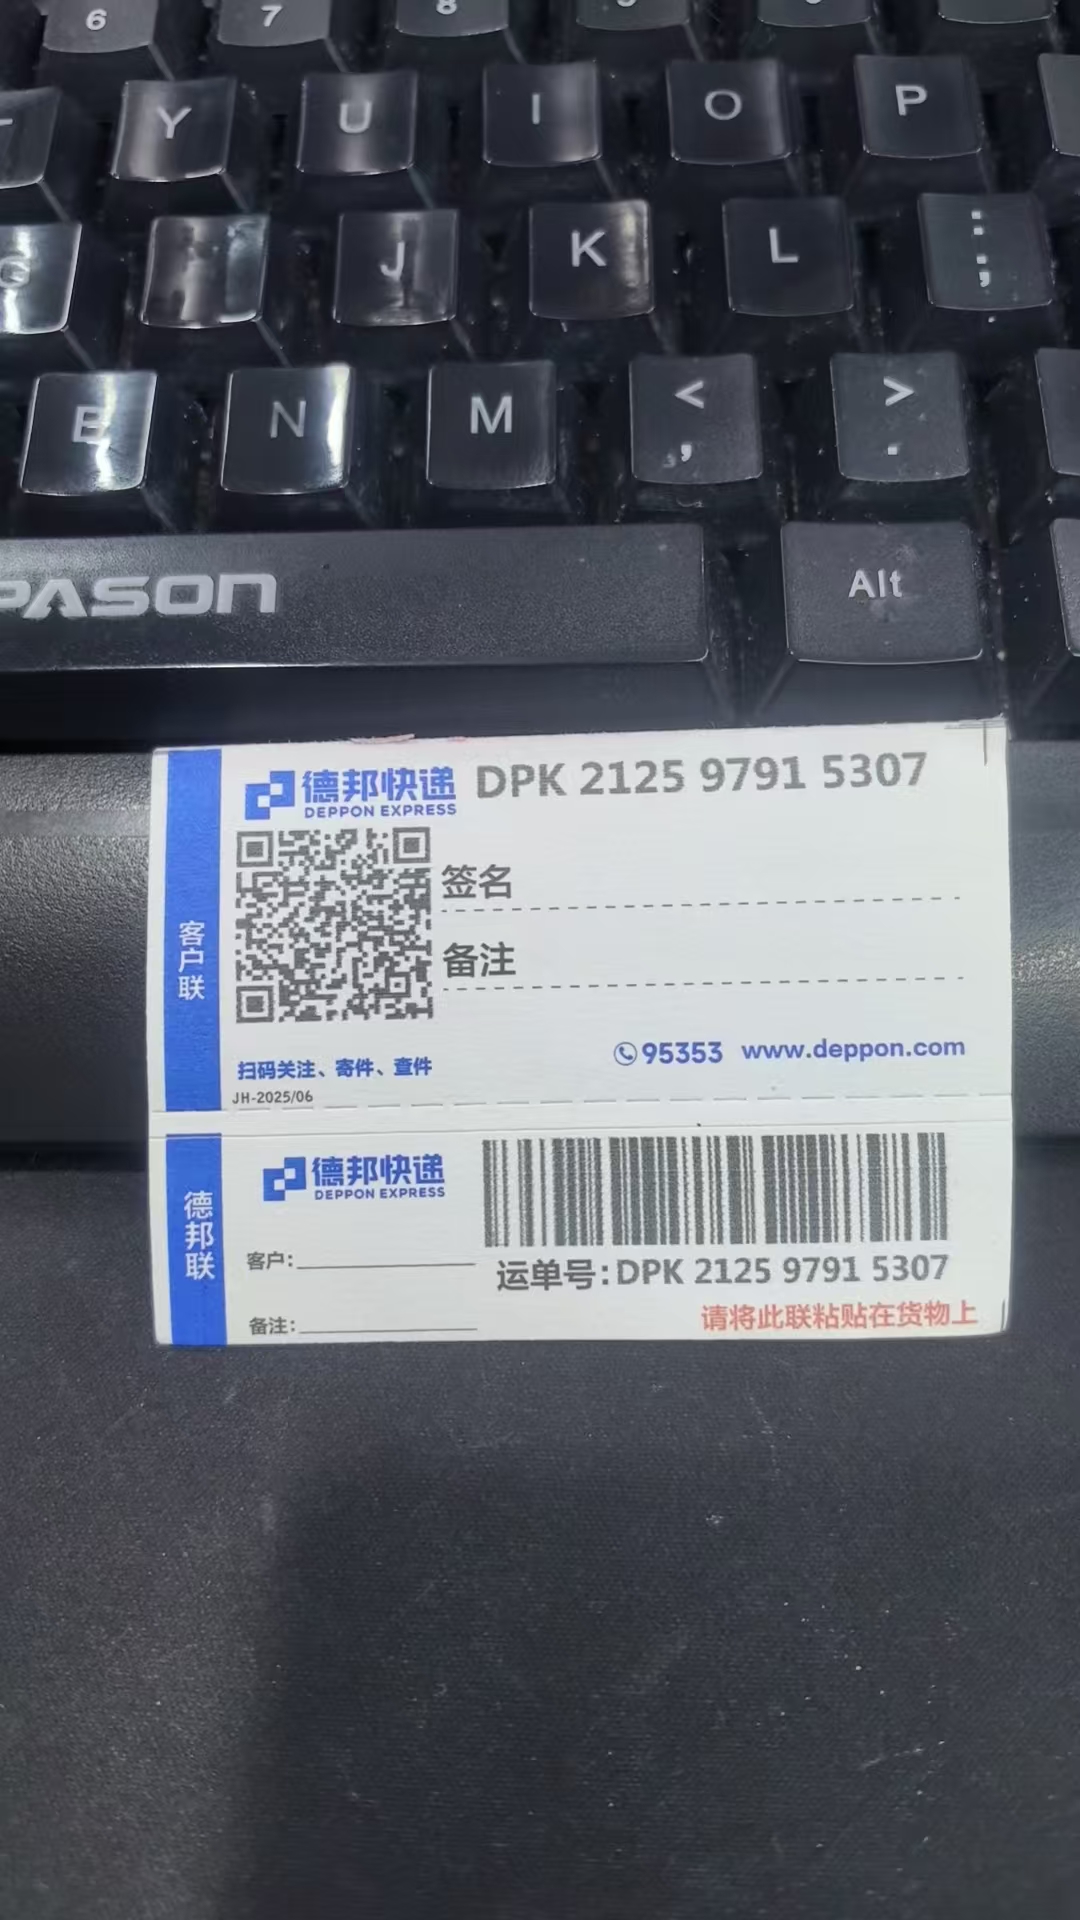 6 7 8
Y U I O P
G J K L : ;
B N M < , > .
PASON Alt
德邦快递 DPK 2125 9791 5307
DEPPON EXPRESS
签名
客户联
备注
95353 www.deppon.com
扫码关注、寄件、查件
JH-2025/06
德邦快递
DEPPON EXPRESS
德邦联
客户:
运单号:DPK 2125 9791 5307
备注:
请将此联粘贴在货物上